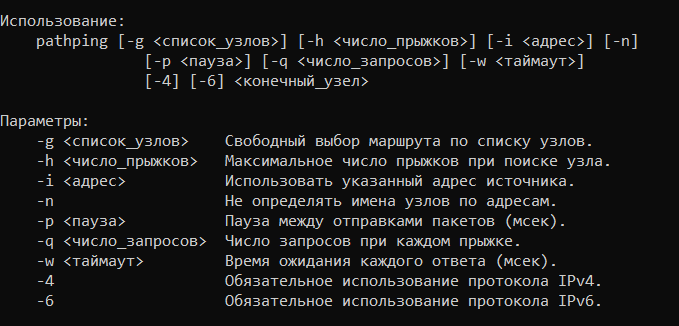 Использование:
pathping [-g <список_узлов>] [-h <число_прыжков>] [-i <адрес>] [-n]
[-p <пауза>] [-q <число_запросов>] [-w <таймаут>]
[-4] [-6] <конечный_узел>
Параметры:
-g <список_узлов> Свободный выбор маршрута по списку узлов.
-h <число_прыжков> Максимальное число прыжков при поиске узла.
-i <адрес> Использовать указанный адрес источника.
-n Не определять имена узлов по адресам.
-p <пауза> Пауза между отправками пакетов (мсек).
-q <число_запросов> Число запросов при каждом прыжке.
-w <таймаут> Время ожидания каждого ответа (мсек).
-4 Обязательное использование протокола IPv4.
-6 Обязательное использование протокола IPv6.